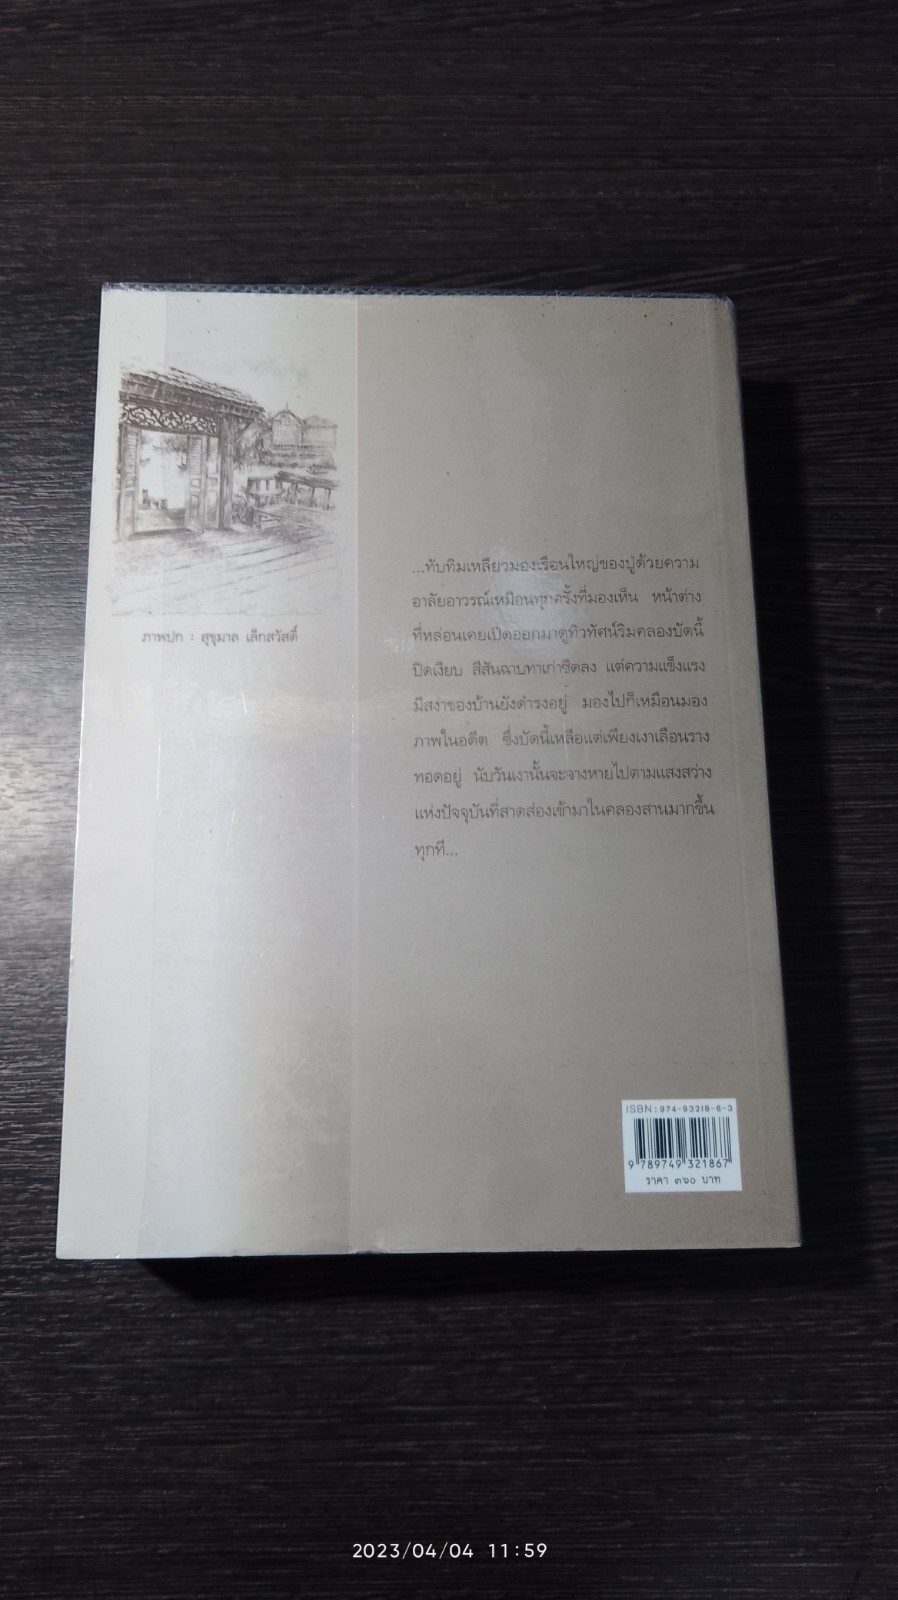 ...ทับทิมเหลียวมองเรือนใหญ่ของปู่ด้วยความ
อาลัยอาวรณ์เหมือนทุกครั้งที่มองเห็น หน้าต่าง
ที่หล่อนเคยเปิดออกมาดูทิวทัศน์ริมคลองบัดนี้
ปิดเงียบ สีสันฉาบทาเก่าซีดลง แต่ความแข็งแรง
มีสง่าของบ้านยังดำรงอยู่ มองไปก็เหมือนมอง
ภาพในอดีต ซึ่งบัดนี้เหลือแต่เพียงเงาเลือนราง
ทอดอยู่ นับวันเงานั้นจะจางหายไปตามแสงสว่าง
แห่งปัจจุบันที่สาดส่องเข้ามาในคลองสานมากขึ้น
ทุกที...
ภาพปก : สุขุมาล เล็กสวัสดิ์
ISBN: 974-93218-6-3
9 789749 321867
ราคา ๓๖๐ บาท
2023/04/04 11:59